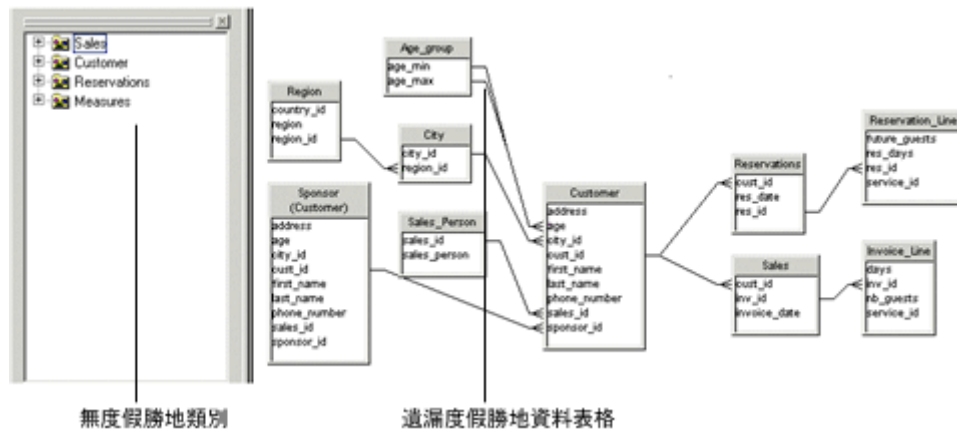 Sales
Customer
Reservations
Measures
Age_group
age_min
age_max
Region
country_id
region
region_id
City
city_id
region_id
Sponsor
(Customer)
address
age
city_id
cust_id
first_name
last_name
phone_number
sales_id
sponsor_id
Sales_Person
sales_id
sales_person
Customer
address
age
city_id
cust_id
first_name
last_name
phone_number
sales_id
sponsor_id
Reservations
cust_id
res_date
res_id
Reservation_Line
future_guests
res_days
res_id
service_id
Sales
cust_id
inv_id
invoice_date
Invoice_Line
days
inv_id
nb_guests
service_id
無度假勝地類別
遺漏度假勝地資料表格